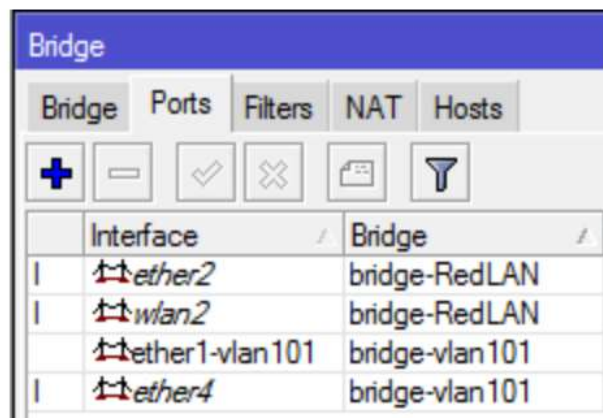 Bridge
Bridge Ports Filters NAT Hosts
Interface Bridge
I ether2 bridge-RedLAN
I wlan2 bridge-RedLAN
ether1-vlan101 bridge-vlan101
I ether4 bridge-vlan101